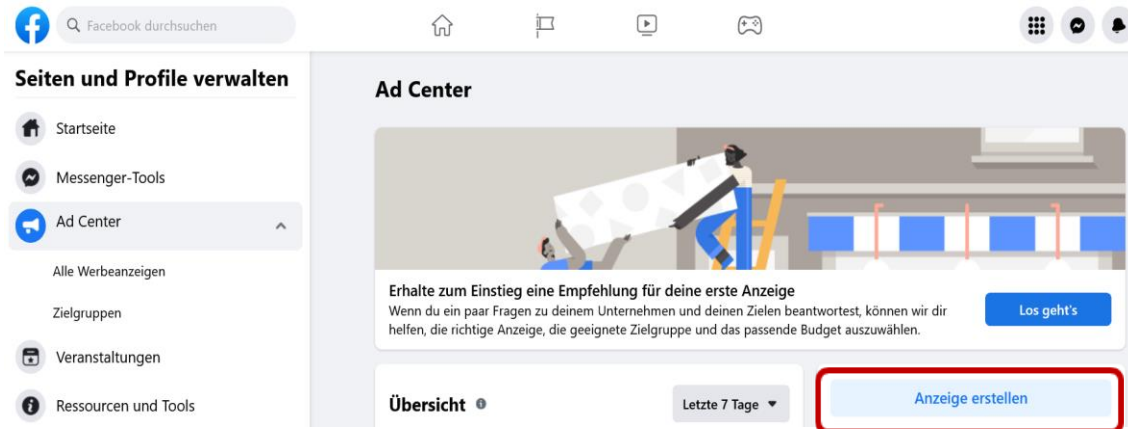 Facebook durchsuchen
Seiten und Profile verwalten
Startseite
Messenger-Tools
Ad Center
Alle Werbeanzeigen
Zielgruppen
Veranstaltungen
Ressourcen und Tools
Ad Center
Erhalte zum Einstieg eine Empfehlung für deine erste Anzeige
Wenn du ein paar Fragen zu deinem Unternehmen und deinen Zielen beantwortest, können wir dir
helfen, die richtige Anzeige, die geeignete Zielgruppe und das passende Budget auszuwählen.
Los geht's
Übersicht
Letzte 7 Tage
Anzeige erstellen